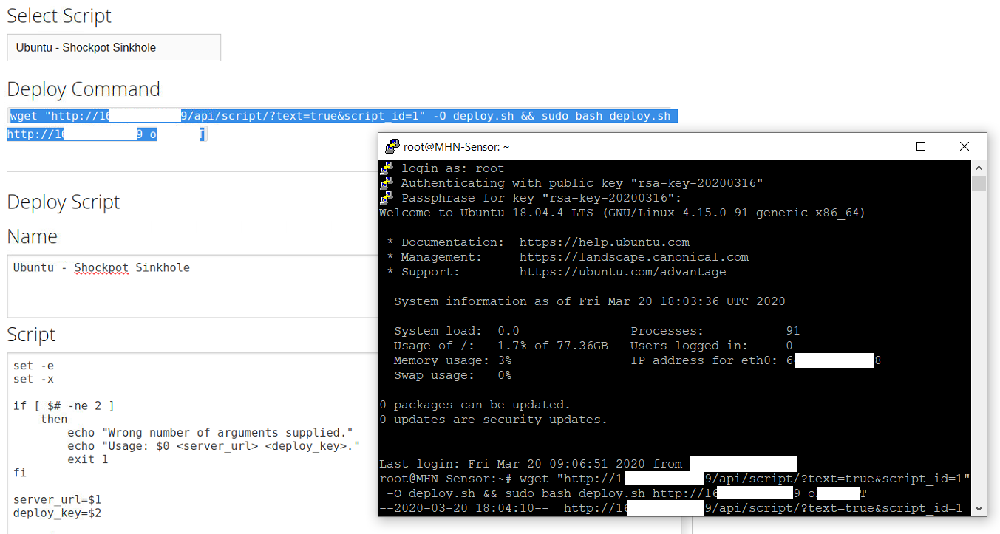 Select Script
Ubuntu - Shockpot Sinkhole
Deploy Command
wget "http://16 9/api/script/?text=true&script_id=1" -O deploy.sh && sudo bash deploy.sh
http://16 9 o T
Deploy Script
Name
Ubuntu - Shockpot Sinkhole
Script
set -e
set -x
if [ $# -ne 2 ]
    then
        echo "Wrong number of arguments supplied."
        echo "Usage: $0 <server_url> <deploy_key>."
        exit 1
fi
server_url=$1
deploy_key=$2
root@MHN-Sensor: ~
login as: root
Authenticating with public key "rsa-key-20200316"
Passphrase for key "rsa-key-20200316":
Welcome to Ubuntu 18.04.4 LTS (GNU/Linux 4.15.0-91-generic x86_64)
 * Documentation:  https://help.ubuntu.com
 * Management:     https://landscape.canonical.com
 * Support:        https://ubuntu.com/advantage
  System information as of Fri Mar 20 18:03:36 UTC 2020
  System load:  0.0               Processes:           91
  Usage of /:   1.7% of 77.36GB   Users logged in:     0
  Memory usage: 3%                IP address for eth0: 6 8
  Swap usage:   0%
0 packages can be updated.
0 updates are security updates.
Last login: Fri Mar 20 09:06:51 2020 from
root@MHN-Sensor:~# wget "http://1 9/api/script/?text=true&script_id=1"
 -O deploy.sh && sudo bash deploy.sh http://16 9 o T
--2020-03-20 18:04:10--  http://16 9/api/script/?text=true&script_id=1